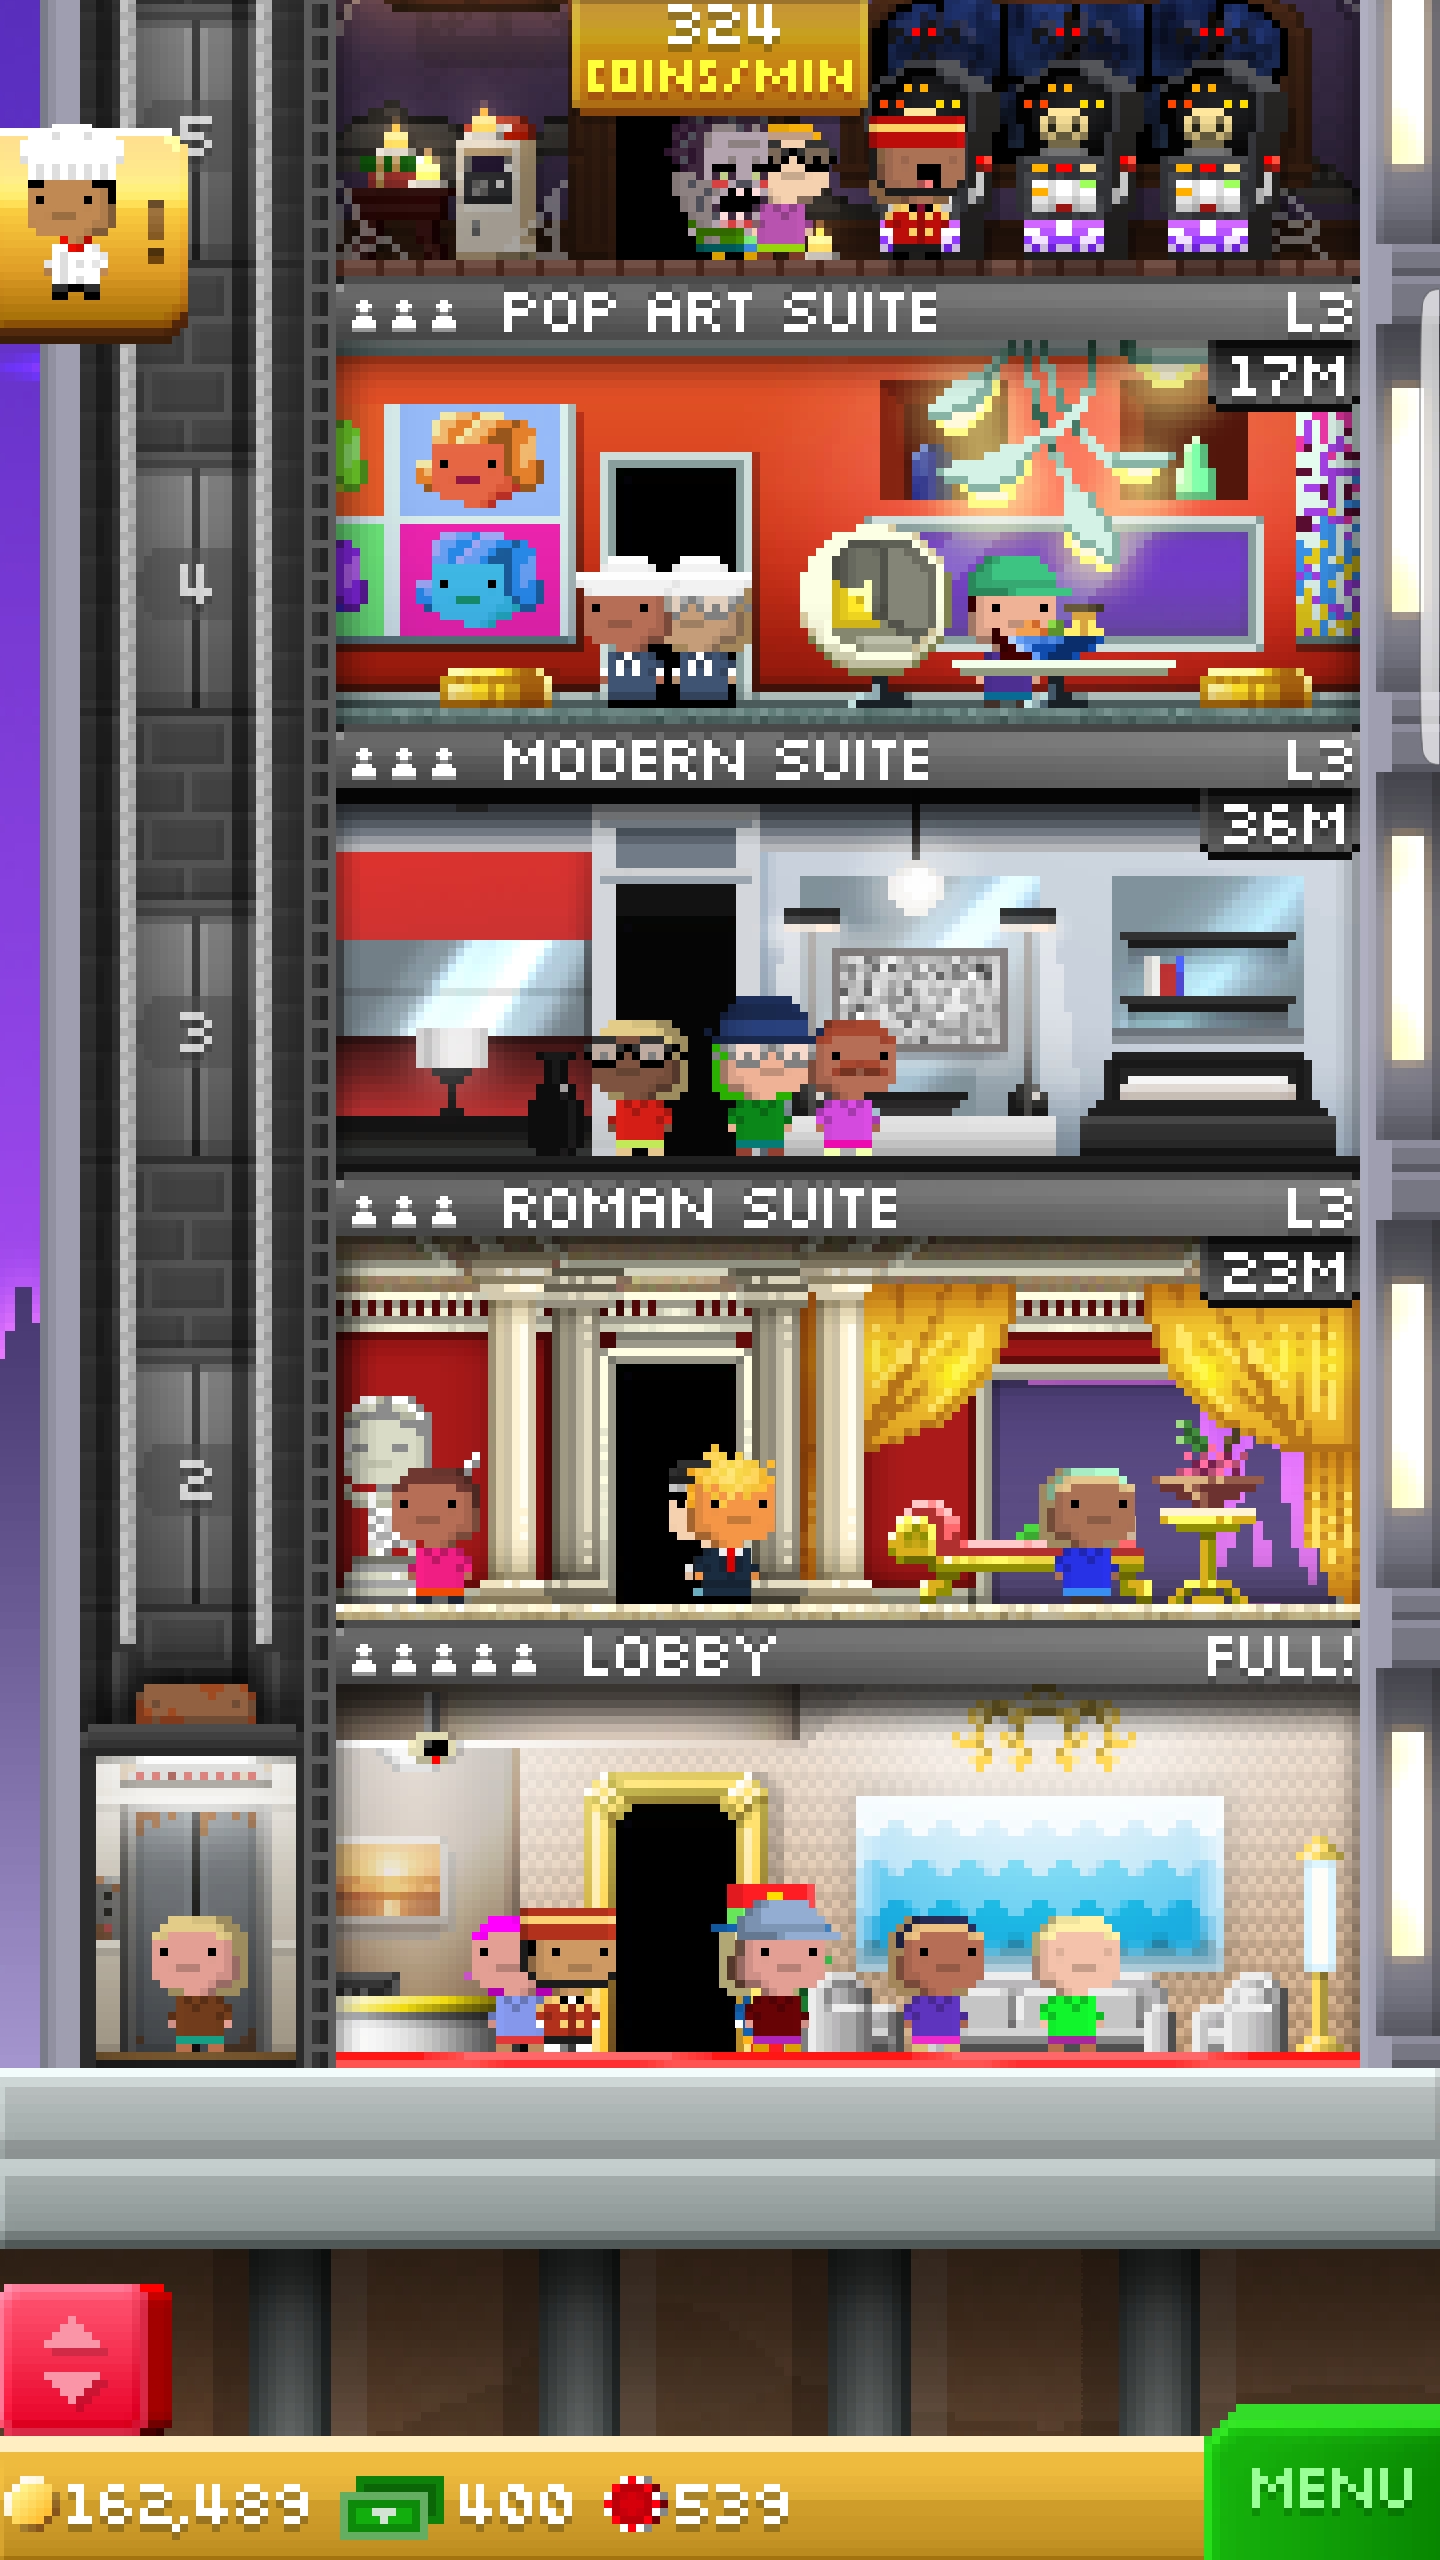 324
COINS/MIN
5
!
POP ART SUITE L3
17M
4
MODERN SUITE L3
36M
3
ROMAN SUITE L3
23M
2
LOBBY FULL!
162,489 400 539
MENU